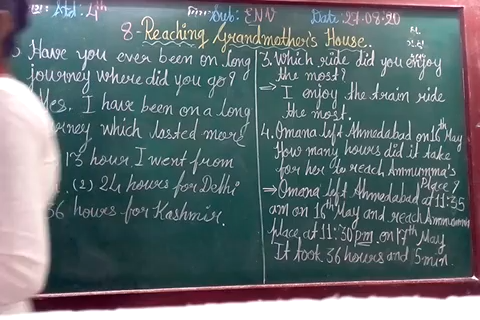 Std. 4th Sub: ENV Date 27-08-20
8- Reaching Grandmother's House.
Have you ever been on long
journey where did you go?
Yes. I have been on a long
journey which lasted more
13 hour I went from
(2) 24 hours for Delhi
36 hours for Kashmir.
3. Which ride did you enjoy
the most?
⇒ I enjoy the train ride
the most.
4. Omana left Ahmedabad on 16th May
How many hours did it take
for her to reach Ammumma's
place?
⇒ Omana left Ahmedabad at 11:35
am on 16th May and reach Ammumma
place at 11:30 pm on 17th May
It took 36 hours and 5 min.